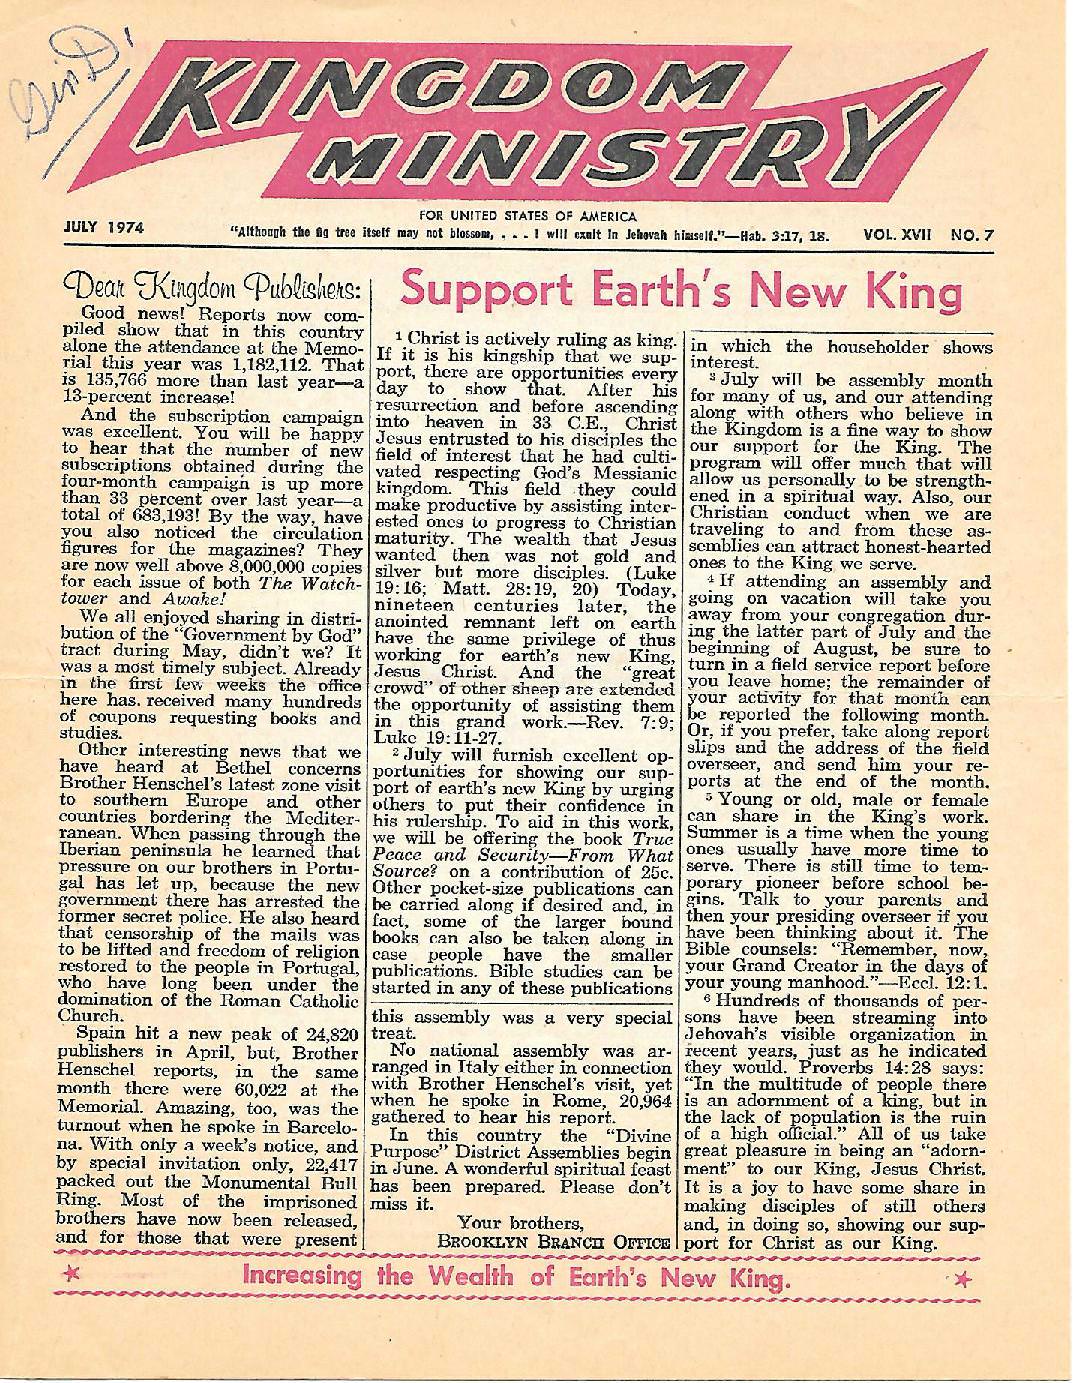 KINGDOM
MINISTRY
FOR UNITED STATES OF AMERICA
JULY 1974
"Although the fig tree itself may not blossom, . . . I will exult in Jehovah himself."—Hab. 3:17, 18.
VOL. XVII NO. 7
Dear Kingdom Publishers:
Good news! Reports now com-
piled show that in this country
alone the attendance at the Memo-
rial this year was 1,182,112. That
is 135,766 more than last year—a
13-percent increase!
And the subscription campaign
was excellent. You will be happy
to hear that the number of new
subscriptions obtained during the
four-month campaign is up more
than 33 percent over last year—a
total of 683,193! By the way, have
you also noticed the circulation
figures for the magazines? They
are now well above 8,000,000 copies
for each issue of both The Watch-
tower and Awake!
We all enjoyed sharing in distri-
bution of the "Government by God"
tract during May, didn't we? It
was a most timely subject. Already
in the first few weeks the office
here has. received many hundreds
of coupons requesting books and
studies.
Other interesting news that we
have heard at Bethel concerns
Brother Henschel's latest zone visit
to southern Europe and other
countries bordering the Mediter-
ranean. When passing through the
Iberian peninsula he learned that
pressure on our brothers in Portu-
gal has let up, because the new
government there has arrested the
former secret police. He also heard
that censorship of the mails was
to be lifted and freedom of religion
restored to the people in Portugal,
who have long been under the
domination of the Roman Catholic
Church.
Spain hit a new peak of 24,820
publishers in April, but, Brother
Henschel reports, in the same
month there were 60,022 at the
Memorial. Amazing, too, was the
turnout when he spoke in Barcelo-
na. With only a week's notice, and
by special invitation only, 22,417
packed out the Monumental Bull
Ring. Most of the imprisoned
brothers have now been released,
and for those that were present
this assembly was a very special
treat.
No national assembly was ar-
ranged in Italy either in connection
with Brother Henschel's visit, yet
when he spoke in Rome, 20,964
gathered to hear his report.
In this country the "Divine
Purpose" District Assemblies begin
in June. A wonderful spiritual feast
has been prepared. Please don't
miss it.
Your brothers,
BROOKLYN BRANCH OFFICE
Support Earth's New King
1 Christ is actively ruling as king.
If it is his kingship that we sup-
port, there are opportunities every
day to show that. After his
resurrection and before ascending
into heaven in 33 C.E., Christ
Jesus entrusted to his disciples the
field of interest that he had culti-
vated respecting God's Messianic
kingdom. This field they could
make productive by assisting inter-
ested ones to progress to Christian
maturity. The wealth that Jesus
wanted then was not gold and
silver but more disciples. (Luke
19:16; Matt. 28:19, 20) Today,
nineteen centuries later, the
anointed remnant left on earth
have the same privilege of thus
working for earth's new King,
Jesus Christ. And the "great
crowd" of other sheep are extended
the opportunity of assisting them
in this grand work.—Rev. 7:9;
Luke 19:11-27.
2 July will furnish excellent op-
portunities for showing our sup-
port of earth's new King by urging
others to put their confidence in
his rulership. To aid in this work,
we will be offering the book True
Peace and Security—From What
Source? on a contribution of 25c.
Other pocket-size publications can
be carried along if desired and, in
fact, some of the larger bound
books can also be taken along in
case people have the smaller
publications. Bible studies can be
started in any of these publications
in which the householder shows
interest.
3 July will be assembly month
for many of us, and our attending
along with others who believe in
the Kingdom is a fine way to show
our support for the King. The
program will offer much that will
allow us personally to be strength-
ened in a spiritual way. Also, our
Christian conduct when we are
traveling to and from these as-
semblies can attract honest-hearted
ones to the King we serve.
4 If attending an assembly and
going on vacation will take you
away from your congregation dur-
ing the latter part of July and the
beginning of August, be sure to
turn in a field service report before
you leave home; the remainder of
your activity for that month can
be reported the following month.
Or, if you prefer, take along report
slips and the address of the field
overseer, and send him your re-
ports at the end of the month.
5 Young or old, male or female
can share in the King's work.
Summer is a time when the young
ones usually have more time to
serve. There is still time to tem-
porary pioneer before school be-
gins. Talk to your parents and
then your presiding overseer if you
have been thinking about it. The
Bible counsels: "Remember, now,
your Grand Creator in the days of
your young manhood."—Eccl. 12:1.
6 Hundreds of thousands of per-
sons have been streaming into
Jehovah's visible organization in
recent years, just as he indicated
they would. Proverbs 14:28 says:
"In the multitude of people there
is an adornment of a king, but in
the lack of population is the ruin
of a high official." All of us take
great pleasure in being an "adorn-
ment" to our King, Jesus Christ.
It is a joy to have some share in
making disciples of still others
and, in doing so, showing our sup-
port for Christ as our King.
Increasing the Wealth of Earth's New King.